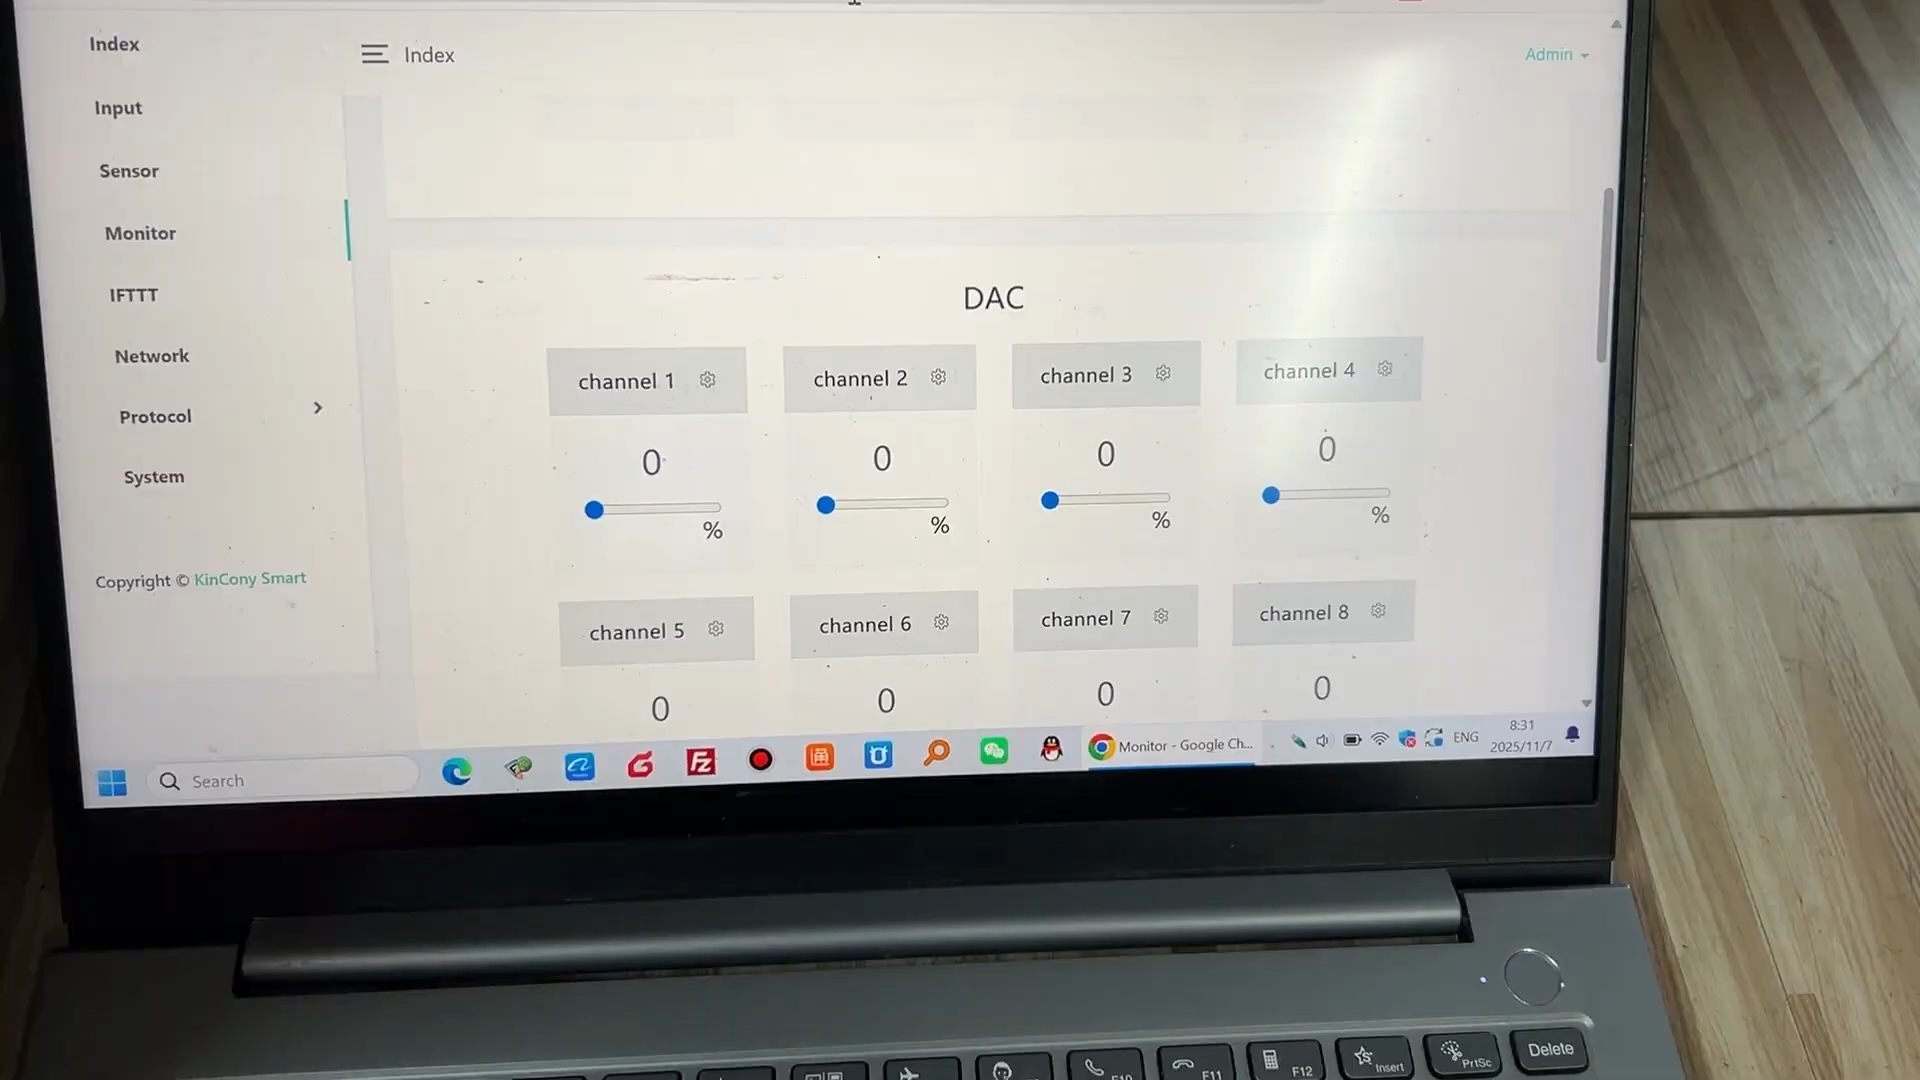 Index
Index
Admin
Input
Sensor
Monitor
IFTTT
Network
Protocol
System
Copyright © KinCony Smart
DAC
channel 1
channel 2
channel 3
channel 4
0
0
0
0
%
%
%
%
channel 5
channel 6
channel 7
channel 8
0
0
0
0
Search
Monitor - Google Ch...
ENG
8:31
2025/11/7
F10
F11
F12
Insert
PrtSc
Delete